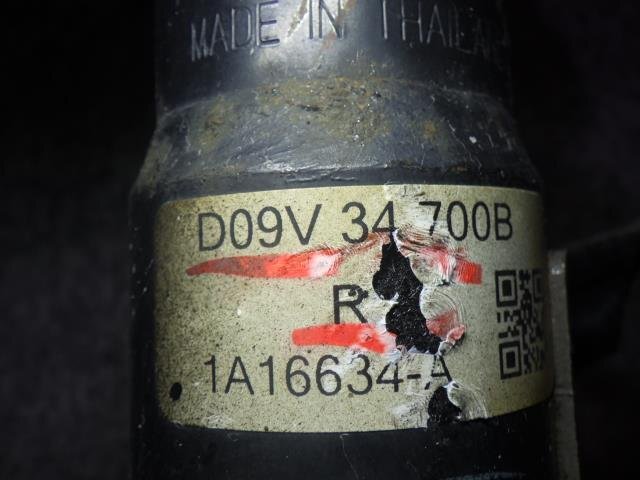 MADE IN THAILAND
D09V 34 700B
R
1A16634-A